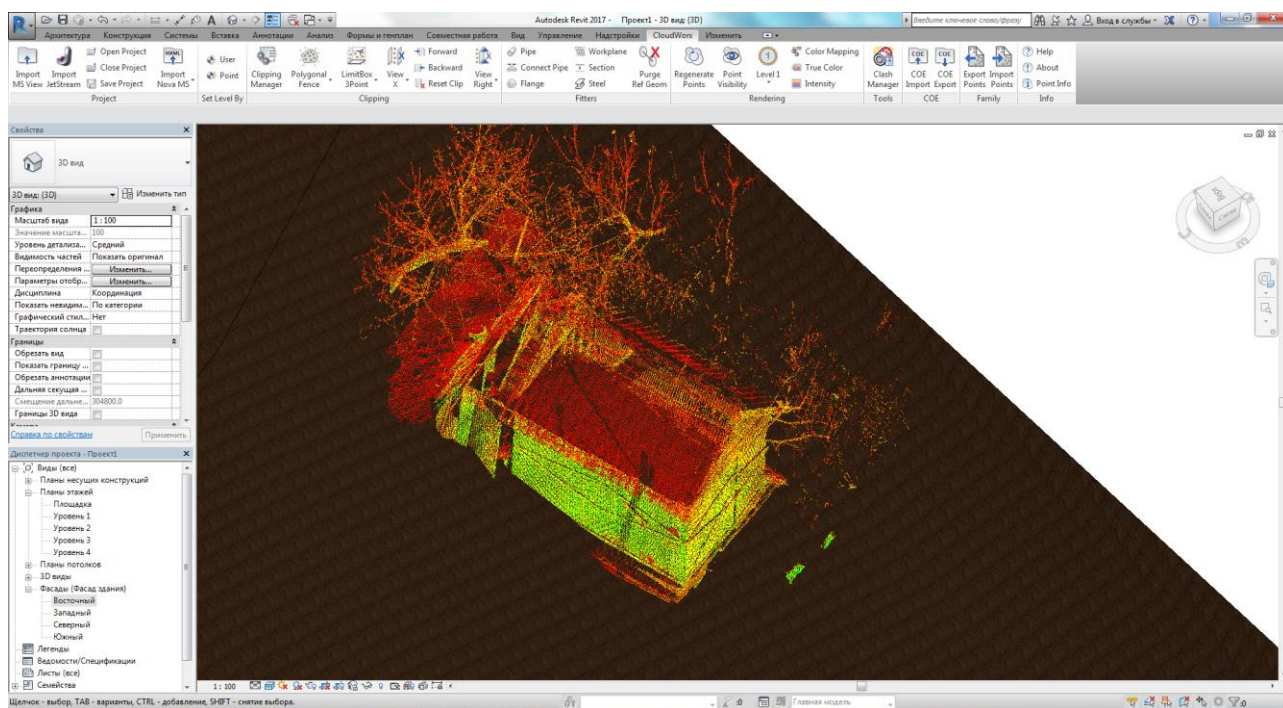 Autodesk Revit 2017 - Проект1 - 3D вид: {3D}
Введите ключевое слово/фразу
Вход в службы
Архитектура Конструкция Системы Вставка Аннотации Анализ Формы и генплан Совместная работа Вид Управление Надстройки CloudWorx Изменить
Open Project
Close Project
Save Project
Import MS View
Import JetStream
Import Nova MS
User
Point
Clipping Manager
Polygonal Fence
LimitBox 3Point
View X
Forward
Backward
Reset Clip
View Right
Pipe
Connect Pipe
Flange
Workplane
Section
Steel
Purge Ref Geom
Regenerate Points
Point Visibility
Level 1
Color Mapping
True Color
Intensity
Clash Manager
COE Import
COE Export
Export Points
Import Points
Help
About
Point Info
Project Set Level By Clipping Fitters Rendering Tools COE Family Info
Свойства
3D вид
3D вид: {3D} Изменить тип
Графика
Масштаб вида 1 : 100
Значение масшта... 100
Уровень детализа... Средний
Видимость частей Показать оригинал
Переопределения ... Изменить...
Параметры отобр... Изменить...
Дисциплина Координация
Показать невидим... По категории
Графический стил... Нет
Траектория солнца
Границы
Обрезать вид
Показать границу ...
Обрезать аннотации
Дальняя секущая ...
Смещение дальне... 304800.0
Границы 3D вида
Камера
Справка по свойствам Применить
Диспетчер проекта - Проект1
Виды (все)
Планы несущих конструкций
Планы этажей
Площадка
Уровень 1
Уровень 2
Уровень 3
Уровень 4
Планы потолков
3D виды
Фасады (Фасад здания)
Восточный
Западный
Северный
Южный
Легенды
Ведомости/Спецификации
Листы (все)
Семейства
1 : 100
Щелчок - выбор, TAB - варианты, CTRL - добавление, SHIFT - снятие выбора.
:0
Главная модель
:0